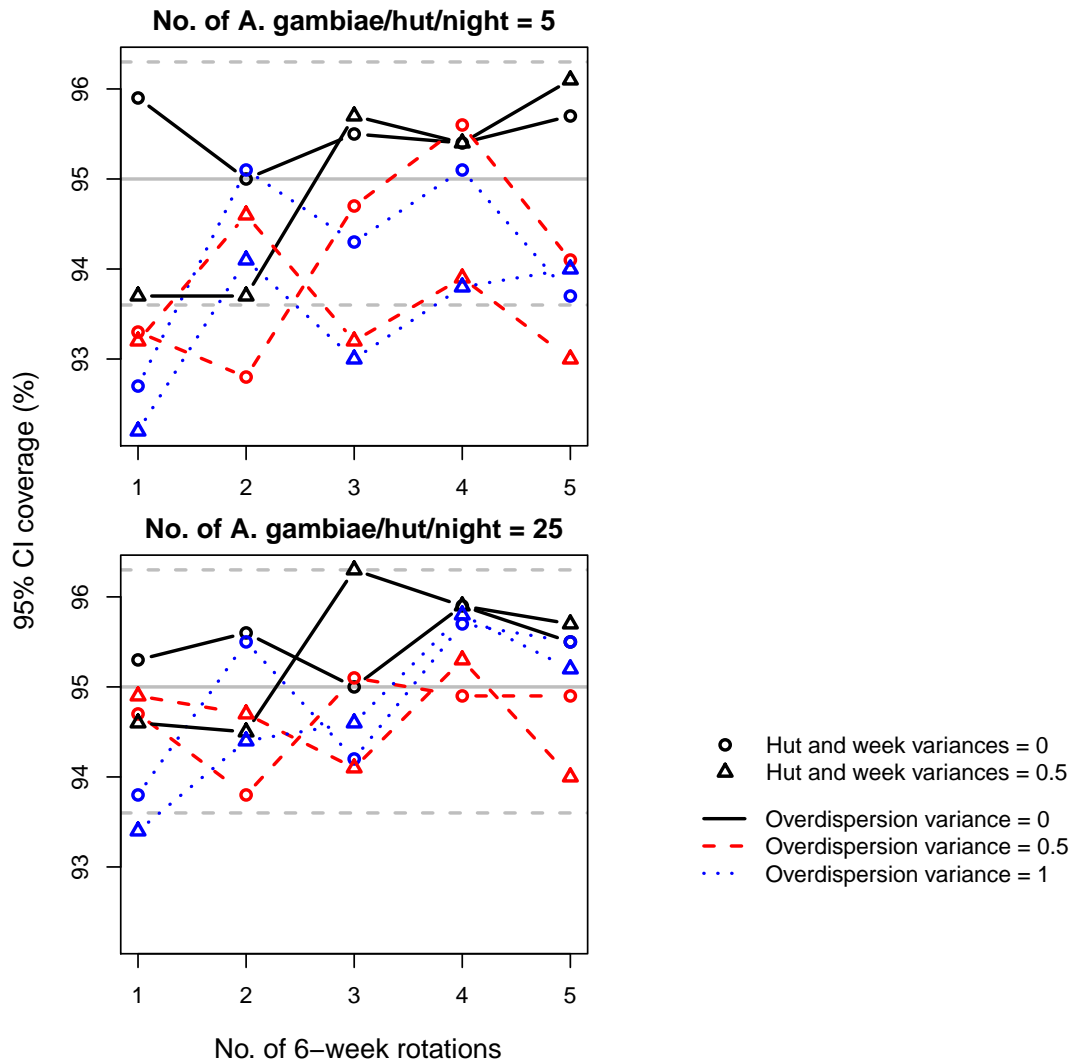 No. of A. gambiae/hut/night = 5
96
95
94
93
1 2 3 4 5
95% CI coverage (%)
No. of A. gambiae/hut/night = 25
96
95
94
93
1 2 3 4 5
No. of 6−week rotations
Hut and week variances = 0
Hut and week variances = 0.5
Overdispersion variance = 0
Overdispersion variance = 0.5
Overdispersion variance = 1